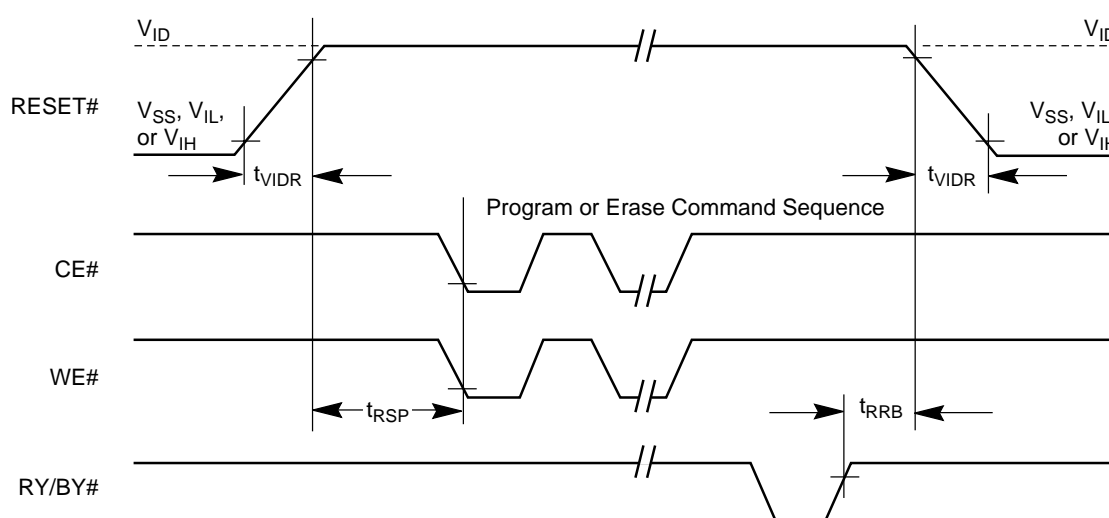 V_ID
V_ID
RESET#
V_SS, V_IL,
or V_IH
V_SS, V_IL
or V_IH
t_VIDR
t_VIDR
Program or Erase Command Sequence
CE#
WE#
t_RSP
t_RRB
RY/BY#